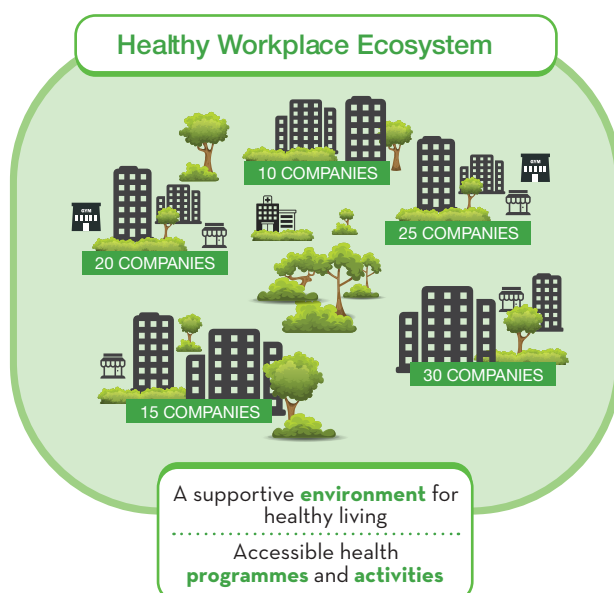 Healthy Workplace Ecosystem
10 COMPANIES
GYM
25 COMPANIES
GYM
20 COMPANIES
30 COMPANIES
15 COMPANIES
A supportive environment for
healthy living
Accessible health
programmes and activities